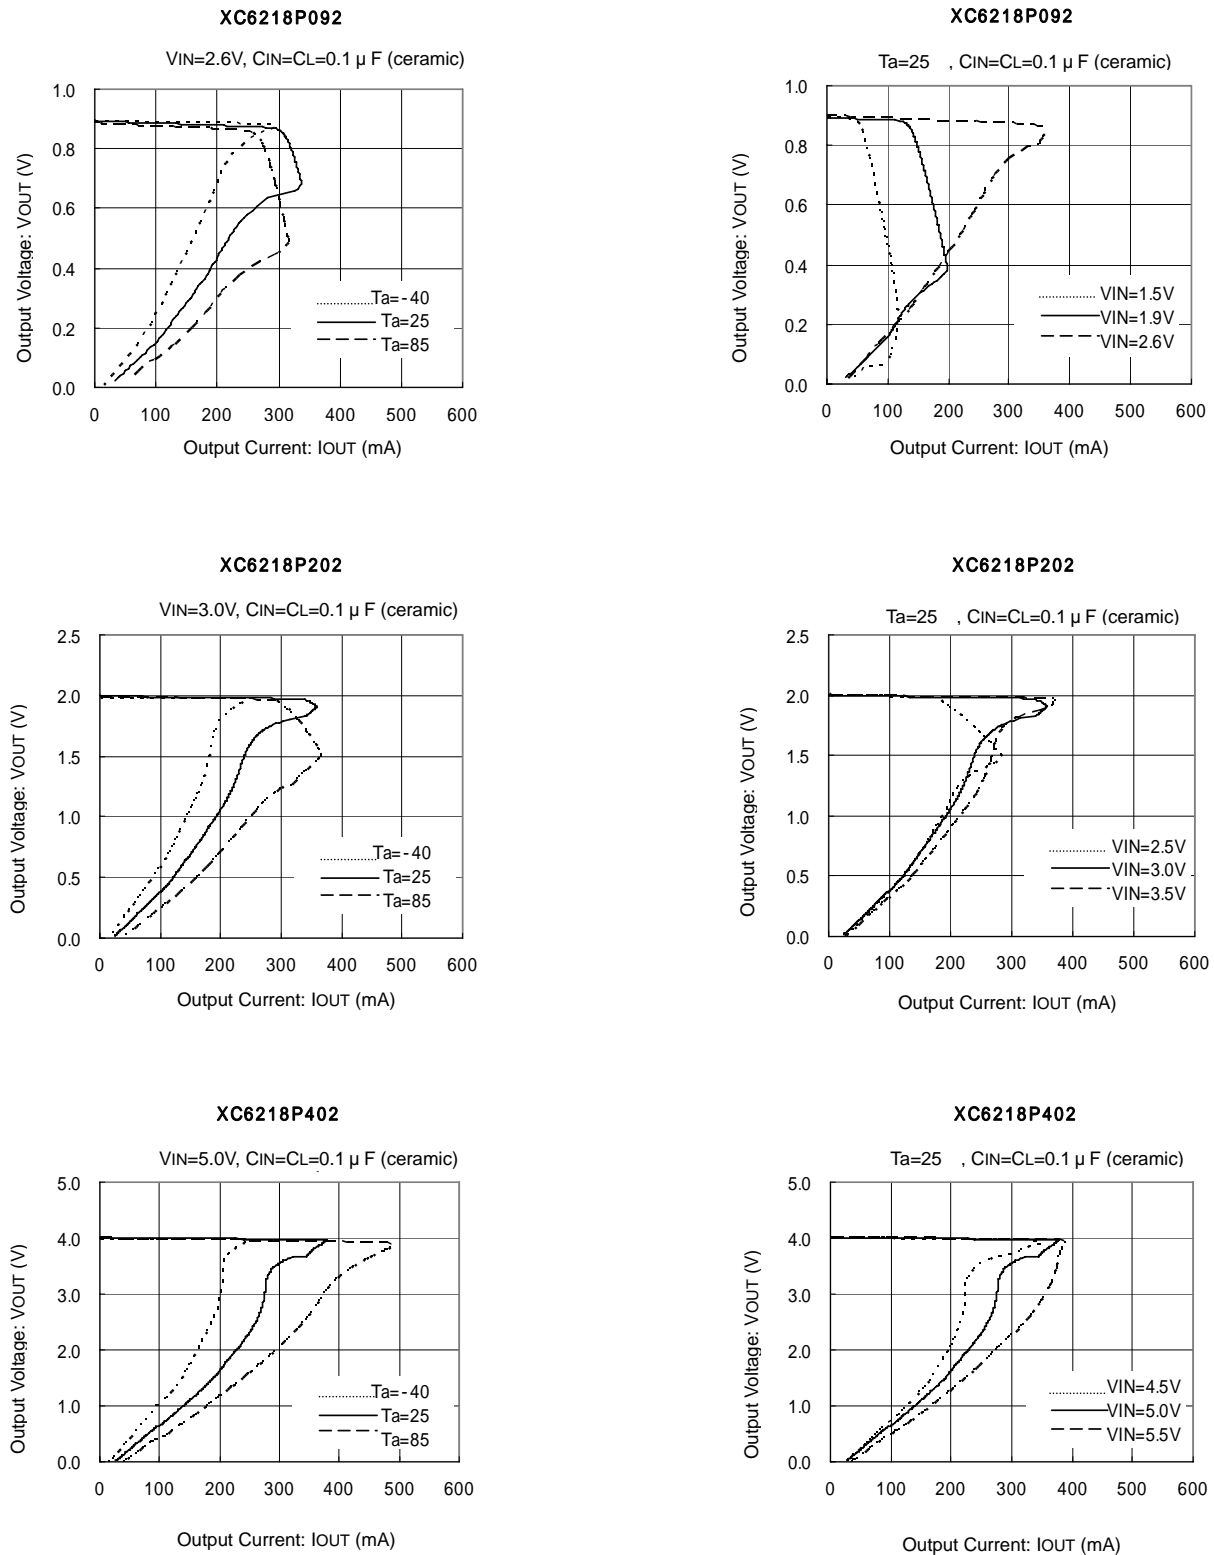 XC6218P092
VIN=2.6V, CIN=CL=0.1 µ F (ceramic)
Output Voltage: VOUT (V)
1.0
0.8
0.6
0.4
0.2
0.0
Ta=-40
Ta=25
Ta=85
0 100 200 300 400 500 600
Output Current: IOUT (mA)
XC6218P092
Ta=25 , CIN=CL=0.1 µ F (ceramic)
Output Voltage: VOUT (V)
1.0
0.8
0.6
0.4
0.2
0.0
VIN=1.5V
VIN=1.9V
VIN=2.6V
0 100 200 300 400 500 600
Output Current: IOUT (mA)
XC6218P202
VIN=3.0V, CIN=CL=0.1 µ F (ceramic)
Output Voltage: VOUT (V)
2.5
2.0
1.5
1.0
0.5
0.0
Ta=-40
Ta=25
Ta=85
0 100 200 300 400 500 600
Output Current: IOUT (mA)
XC6218P202
Ta=25 , CIN=CL=0.1 µ F (ceramic)
Output Voltage: VOUT (V)
2.5
2.0
1.5
1.0
0.5
0.0
VIN=2.5V
VIN=3.0V
VIN=3.5V
0 100 200 300 400 500 600
Output Current: IOUT (mA)
XC6218P402
VIN=5.0V, CIN=CL=0.1 µ F (ceramic)
Output Voltage: VOUT (V)
5.0
4.0
3.0
2.0
1.0
0.0
Ta=-40
Ta=25
Ta=85
0 100 200 300 400 500 600
Output Current: IOUT (mA)
XC6218P402
Ta=25 , CIN=CL=0.1 µ F (ceramic)
Output Voltage: VOUT (V)
5.0
4.0
3.0
2.0
1.0
0.0
VIN=4.5V
VIN=5.0V
VIN=5.5V
0 100 200 300 400 500 600
Output Current: IOUT (mA)